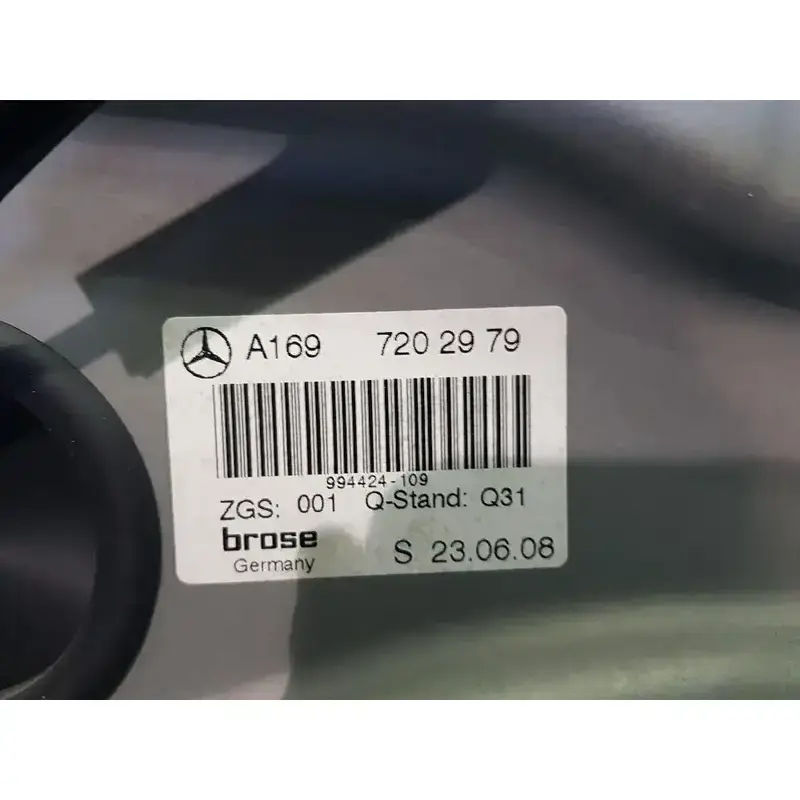 A169 720 29 79
994424-109
ZGS: 001 Q-Stand: Q31
brose
Germany S 23.06.08